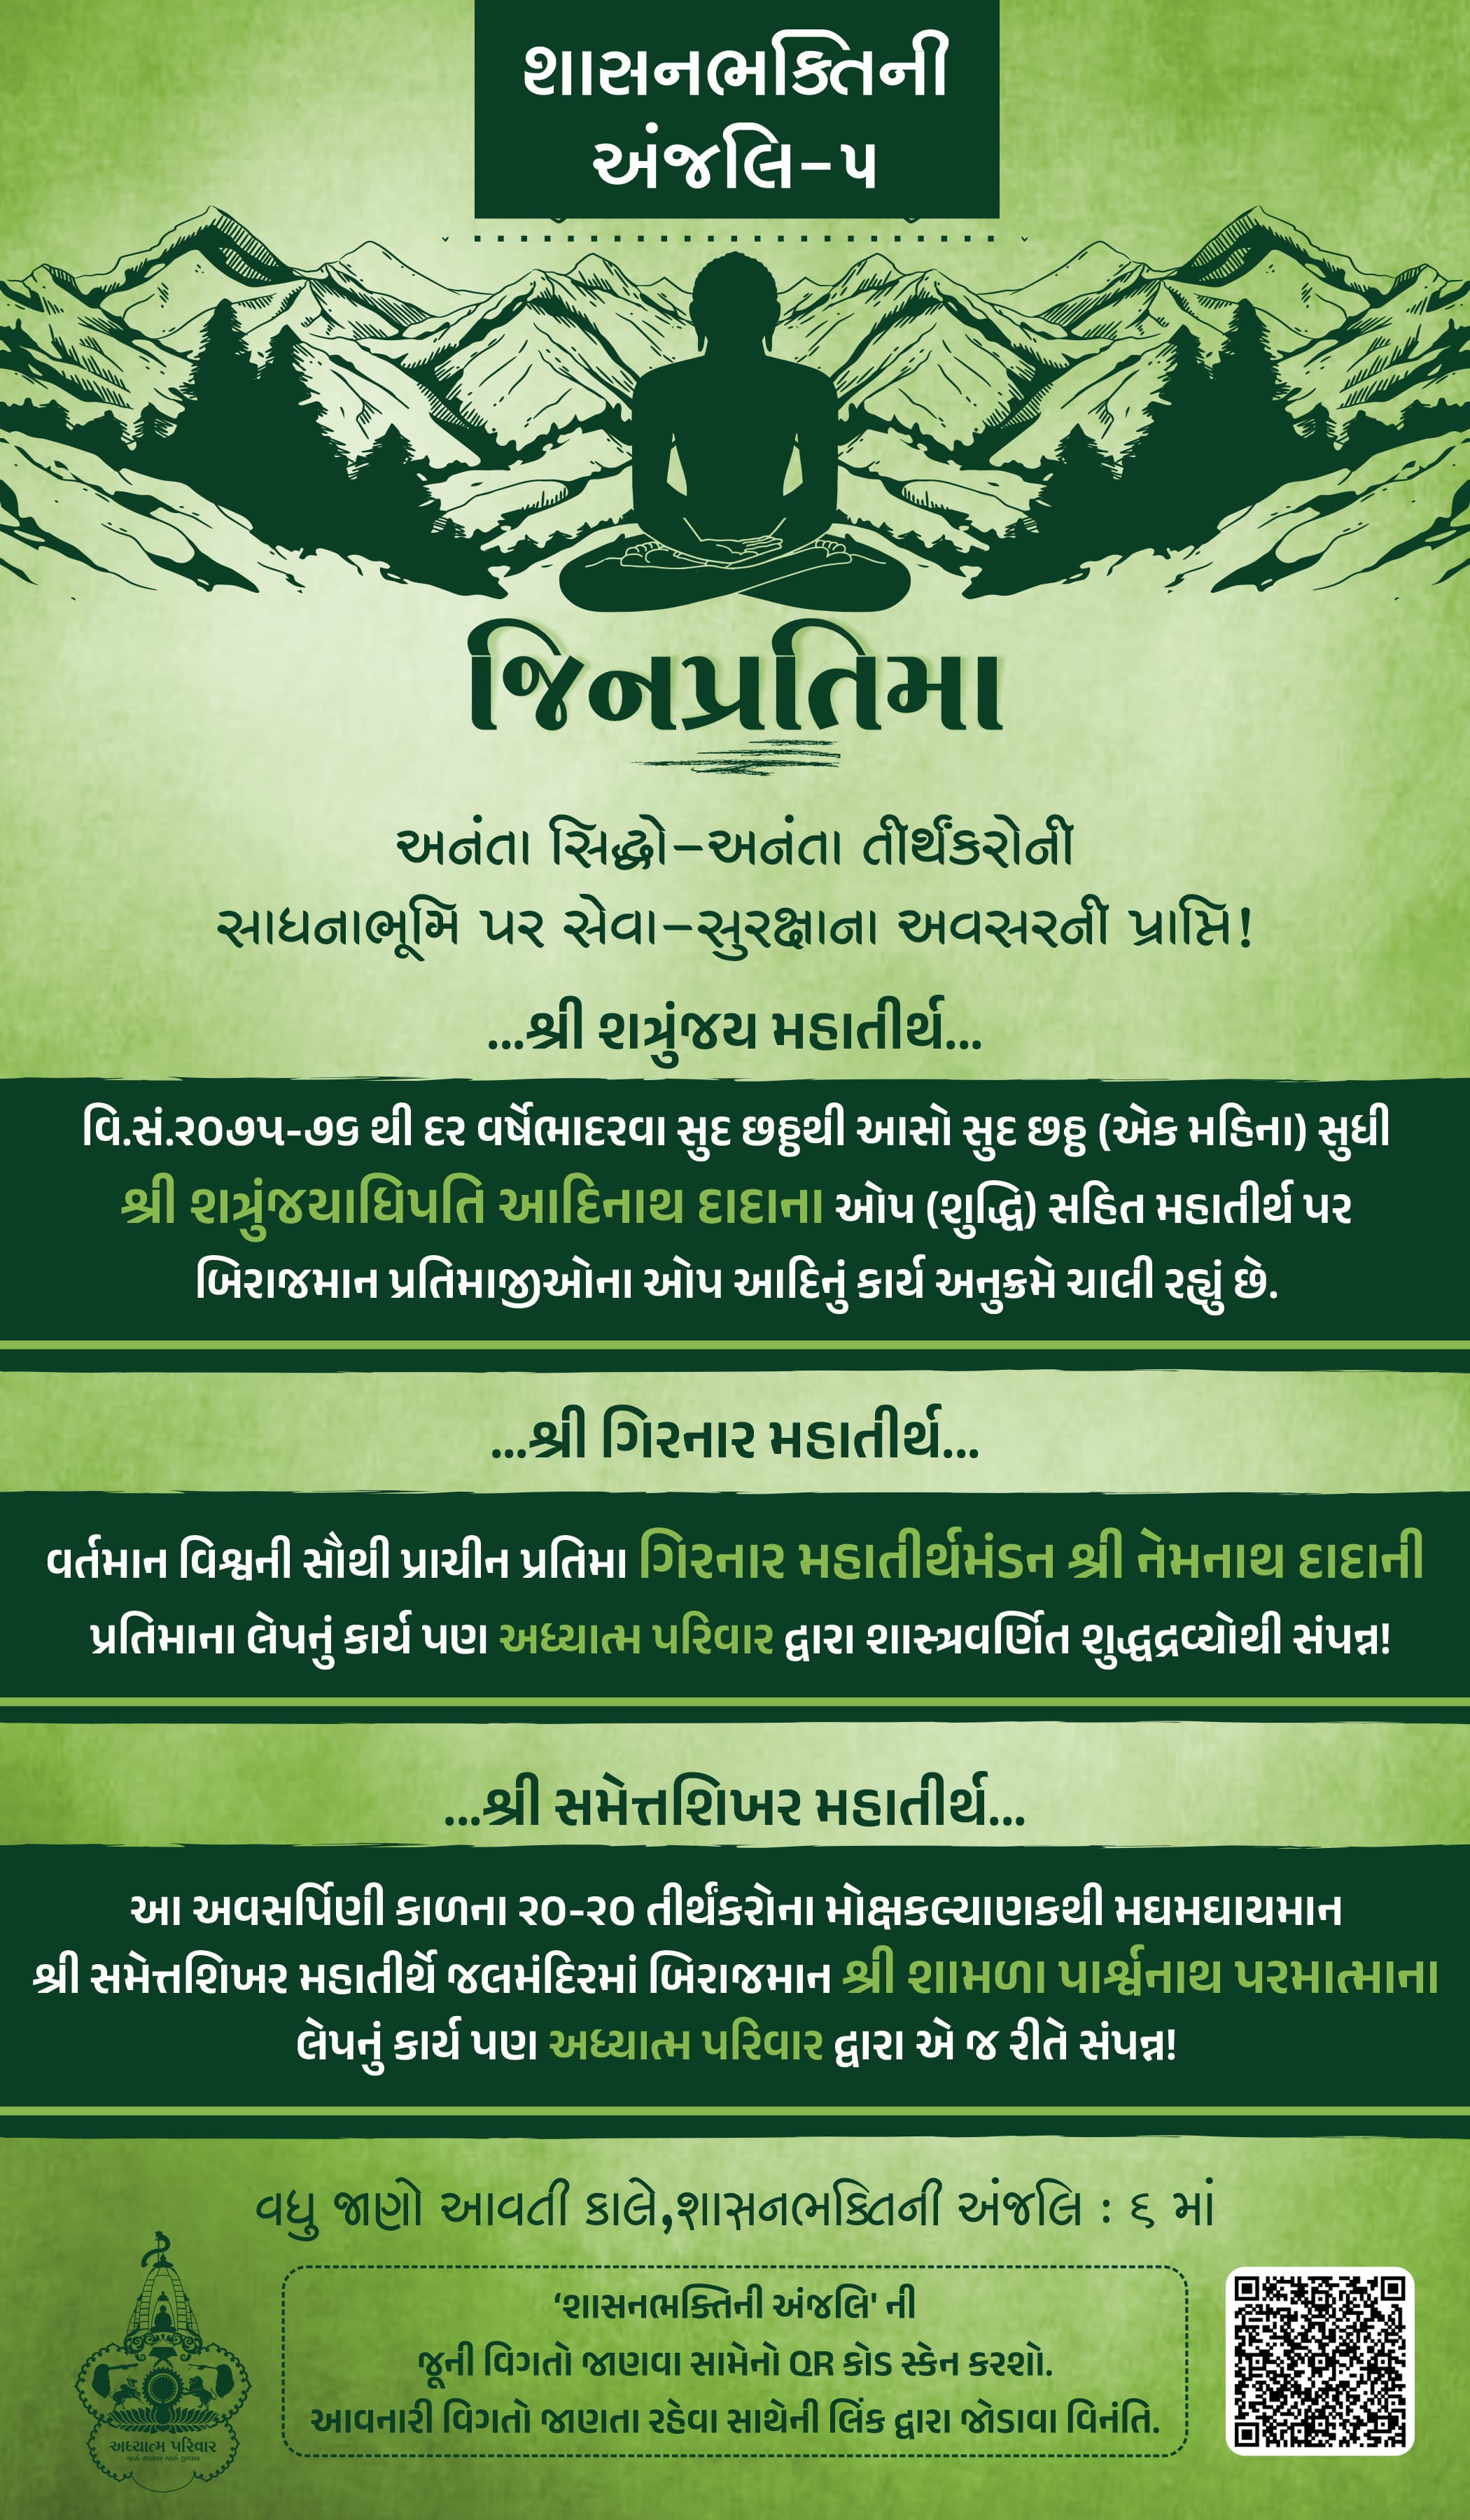 શાસનભક્તિની
અંજલિ–૫
જિનપ્રતિમા
અનંતા સિદ્ધો–અનંતા તીર્થંકરોની
સાધનાભૂમિ પર સેવા–સુરક્ષાના અવસરની પ્રાપ્તિ!
...શ્રી શત્રુંજય મહાતીર્થ...
વિ.સં.૨૦૭૫-૭૬ થી દર વર્ષેભાદરવા સુદ છઠ્ઠથી આસો સુદ છઠ્ઠ (એક મહિના) સુધી
શ્રી શત્રુંજયાધિપતિ આદિનાથ દાદાના ઓપ (શુદ્ધિ) સહિત મહાતીર્થ પર
બિરાજમાન પ્રતિમાજીઓના ઓપ આદિનું કાર્ય અનુક્રમે ચાલી રહ્યું છે.
...શ્રી ગિરનાર મહાતીર્થ...
વર્તમાન વિશ્વની સૌથી પ્રાચીન પ્રતિમા ગિરનાર મહાતીર્થમંડન શ્રી નેમનાથ દાદાની
પ્રતિમાના લેપનું કાર્ય પણ અધ્યાત્મ પરિવાર દ્વારા શાસ્ત્રવર્ણિત શુદ્ધદ્રવ્યોથી સંપન્ન!
...શ્રી સમેત્તશિખર મહાતીર્થ...
આ અવસર્પિણી કાળના ૨૦-૨૦ તીર્થંકરોના મોક્ષકલ્યાણકથી મઘમઘાયમાન
શ્રી સમેત્તશિખર મહાતીર્થે જલમંદિરમાં બિરાજમાન શ્રી શામળા પાર્શ્વનાથ પરમાત્માના
લેપનું કાર્ય પણ અધ્યાત્મ પરિવાર દ્વારા એ જ રીતે સંપન્ન!
વધુ જાણો આવતી કાલે,શાસનભક્તિની અંજલિ : ૬ માં
‘શાસનભક્તિની અંજલિ' ની
જૂની વિગતો જાણવા સામેનો QR કોડ સ્કેન કરશો.
આવનારી વિગતો જાણતા રહેવા સાથેની લિંક દ્વારા જોડાવા વિનંતિ.
અધ્યાત્મ પરિવાર